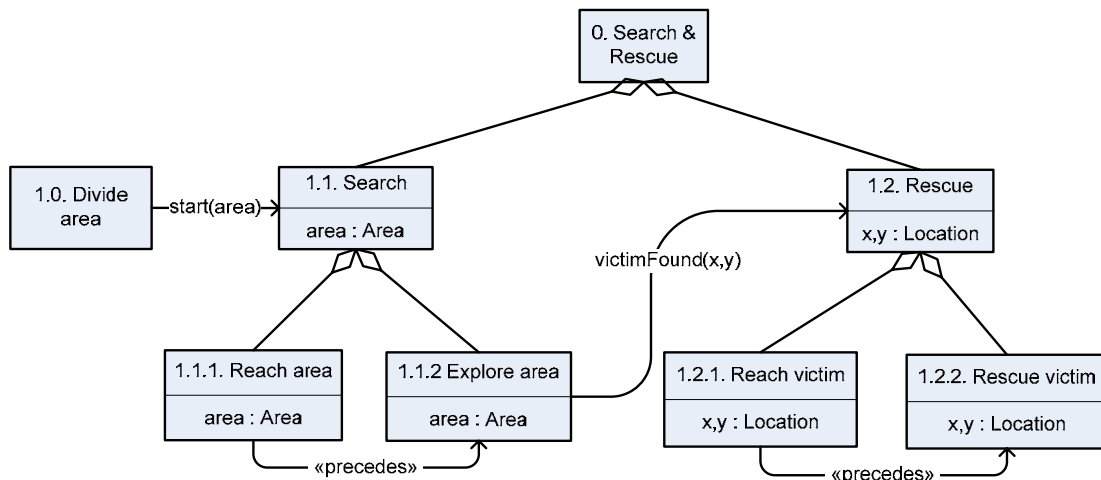 0. Search &
Rescue
1.0. Divide
area
start(area)
1.1. Search
area : Area
1.2. Rescue
x,y : Location
victimFound(x,y)
1.1.1. Reach area
area : Area
1.1.2 Explore area
area : Area
1.2.1. Reach victim
x,y : Location
1.2.2. Rescue victim
x,y : Location
«precedes»
«precedes»